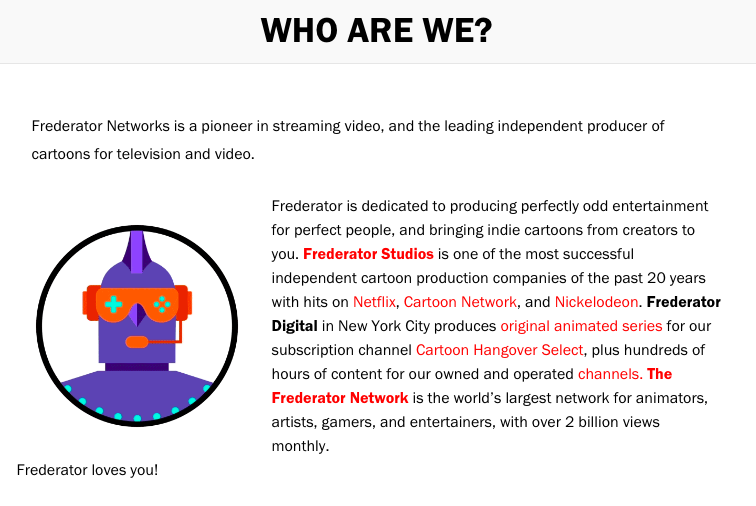 WHO ARE WE?
Frederator Networks is a pioneer in streaming video, and the leading independent producer of
cartoons for television and video.
Frederator is dedicated to producing perfectly odd entertainment
for perfect people, and bringing indie cartoons from creators to
you. Frederator Studios is one of the most successful
independent cartoon production companies of the past 20 years
with hits on Netflix, Cartoon Network, and Nickelodeon. Frederator
Digital in New York City produces original animated series for our
subscription channel Cartoon Hangover Select, plus hundreds of
hours of content for our owned and operated channels. The
Frederator Network is the world’s largest network for animators,
artists, gamers, and entertainers, with over 2 billion views
monthly.
Frederator loves you!